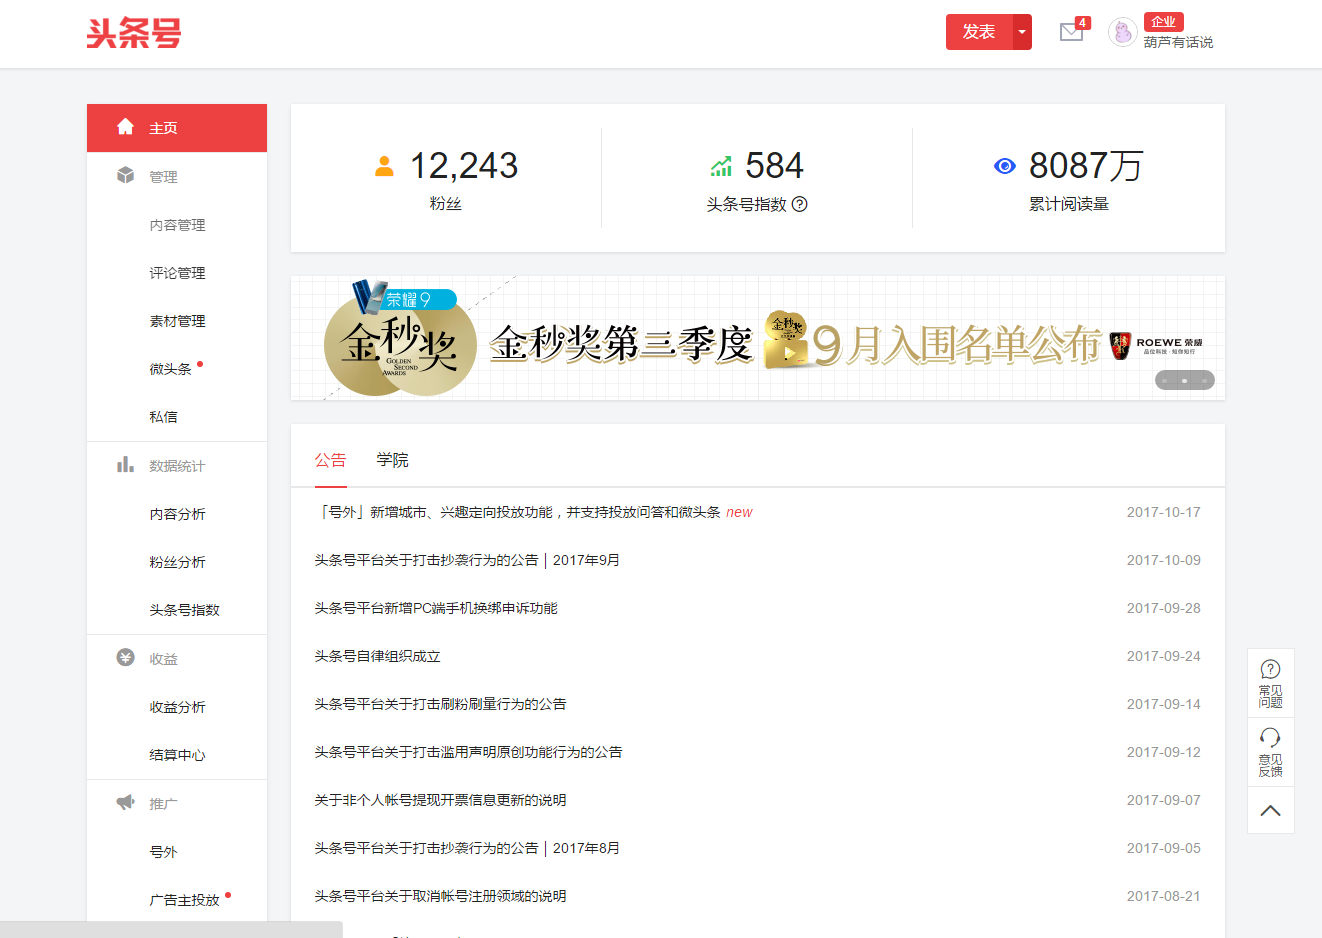 头条号
发表
4
企业
葫芦有话说
主页
管理
内容管理
评论管理
素材管理
微头条
私信
数据统计
内容分析
粉丝分析
头条号指数
收益
收益分析
结算中心
推广
号外
广告主投放
12,243
粉丝
584
头条号指数
8087万
累计阅读量
荣耀9
金秒奖
GOLDEN
SECOND
AWARDS
金秒奖第三季度
金秒奖
9月入围名单公布
ROEWE 荣威
品位科技·知你知行
公告 学院
「号外」新增城市、兴趣定向投放功能，并支持投放问答和微头条 new 2017-10-17
头条号平台关于打击抄袭行为的公告 | 2017年9月 2017-10-09
头条号平台新增PC端手机换绑申诉功能 2017-09-28
头条号自律组织成立 2017-09-24
头条号平台关于打击刷粉刷量行为的公告 2017-09-14
头条号平台关于打击滥用声明原创功能行为的公告 2017-09-12
关于非个人帐号提现开票信息更新的说明 2017-09-07
头条号平台关于打击抄袭行为的公告 | 2017年8月 2017-09-05
头条号平台关于取消帐号注册领域的说明 2017-08-21
常见
问题
意见
反馈